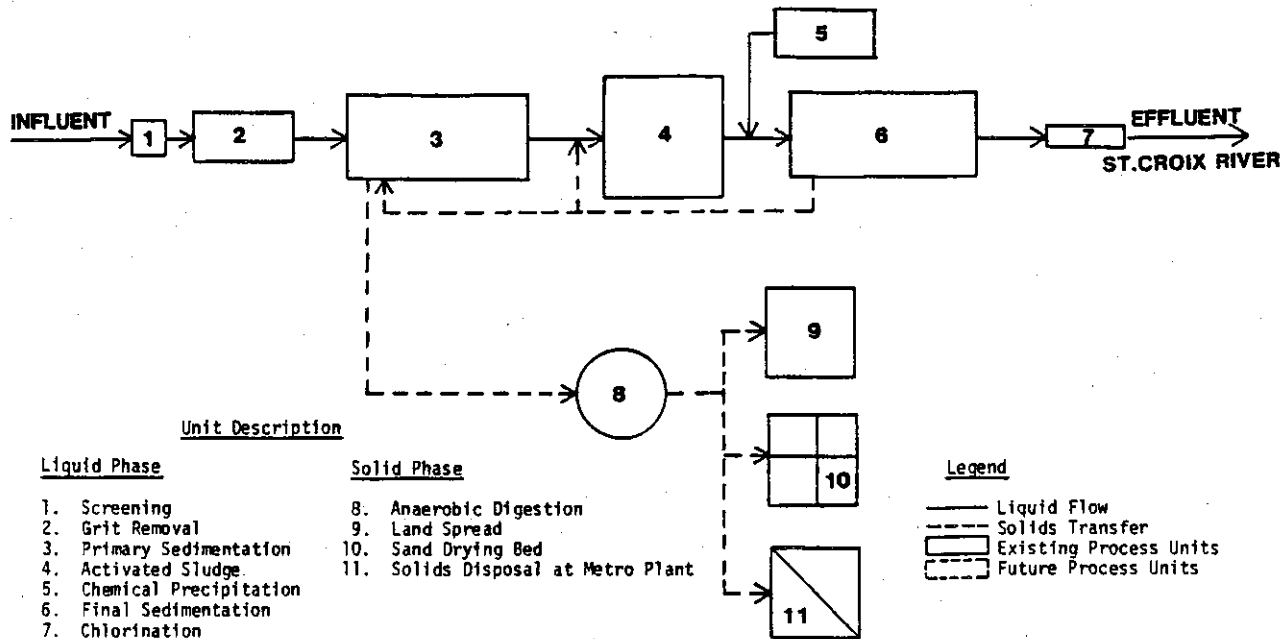 5
INFLUENT
1
2
3
4
6
7
EFFLUENT
ST.CROIX RIVER
9
8
10
11
Unit Description
Liquid Phase
1. Screening
2. Grit Removal
3. Primary Sedimentation
4. Activated Sludge
5. Chemical Precipitation
6. Final Sedimentation
7. Chlorination
Solid Phase
8. Anaerobic Digestion
9. Land Spread
10. Sand Drying Bed
11. Solids Disposal at Metro Plant
Legend
Liquid Flow
Solids Transfer
Existing Process Units
Future Process Units